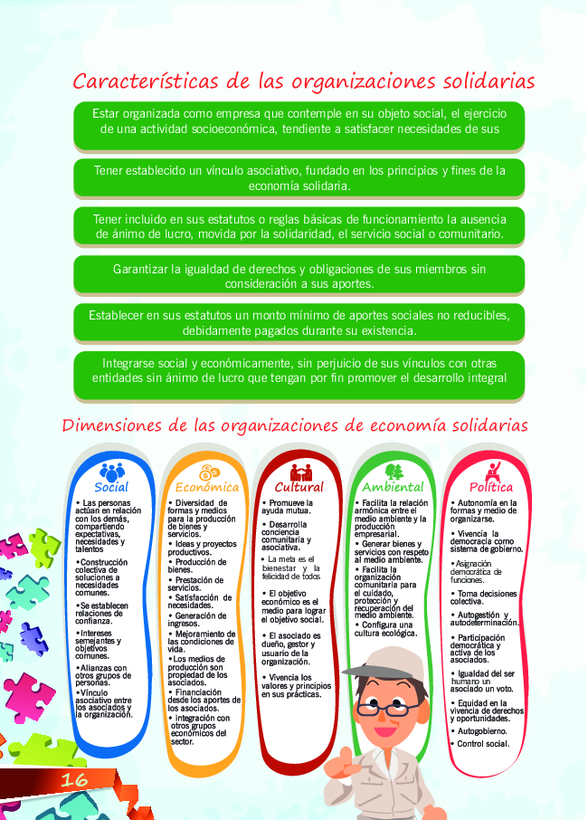 Características de las organizaciones solidarias
Estar organizada como empresa que contemple en su objeto social, el ejercicio
de una actividad socioeconómica, tendiente a satisfacer necesidades de sus
Tener establecido un vínculo asociativo, fundado en los principios y fines de la
economía solidaria.
Tener incluido en sus estatutos o reglas básicas de funcionamiento la ausencia
de ánimo de lucro, movida por la solidaridad, el servicio social o comunitario.
Garantizar la igualdad de derechos y obligaciones de sus miembros sin
consideración a sus aportes.
Establecer en sus estatutos un monto mínimo de aportes sociales no reducibles,
debidamente pagados durante su existencia.
Integrarse social y económicamente, sin perjuicio de sus vínculos con otras
entidades sin ánimo de lucro que tengan por fin promover el desarrollo integral
Dimensiones de las organizaciones de economía solidarias
Social
• Las personas
actúan en relación
con los demás,
compartiendo
expectativas,
necesidades y
talentos
•Construcción
colectiva de
soluciones a
necesidades
comunes.
•Se establecen
relaciones de
confianza.
•Intereses
semejantes y
objetivos
comunes.
•Alianzas con
otros grupos de
personas.
•Vínculo
asociativo entre
los asociados y
la organización.
Económica
• Diversidad de
formas y medios
para la producción
de bienes y
servicios.
• Ideas y proyectos
productivos.
• Producción de
bienes.
• Prestación de
servicios.
• Satisfacción de
necesidades.
• Generación de
ingresos.
• Mejoramiento de
las condiciones de
vida.
•Los medios de
producción son
propiedad de los
asociados.
• Financiación
desde los aportes de
los asociados.
• integración con
otros grupos
económicos del
sector.
Cultural
• Promueve la
ayuda mutua.
• Desarrolla
conciencia
comunitaria y
asociativa.
• La meta es el
bienestar y la
felicidad de todos
• El objetivo
económico es el
medio para lograr
el objetivo social.
• El asociado es
dueño, gestor y
usuario de la
organización.
• Vivencia los
valores y principios
en sus prácticas.
Ambiental
• Facilita la relación
armónica entre el
medio ambiente y la
producción
empresarial.
• Generar bienes y
servicios con respeto
al medio ambiente.
• Facilita la
organización
comunitaria para
el cuidado,
protección y
recuperación del
medio ambiente.
• Configura una
cultura ecológica.
Política
• Autonomía en la
formas y medio de
organizarse.
• Vivencía la
democracia como
sistema de gobierno.
•Asignación
democrática de
funciones.
• Toma decisiones
colectiva.
• Autogestión y
autodeterminación.
• Participación
democrática y
activa de los
asociados.
• Igualdad del ser
humano un
asociado un voto.
• Equidad en la
vivencia de derechos
y oportunidades.
• Autogobierno.
• Control social.
16